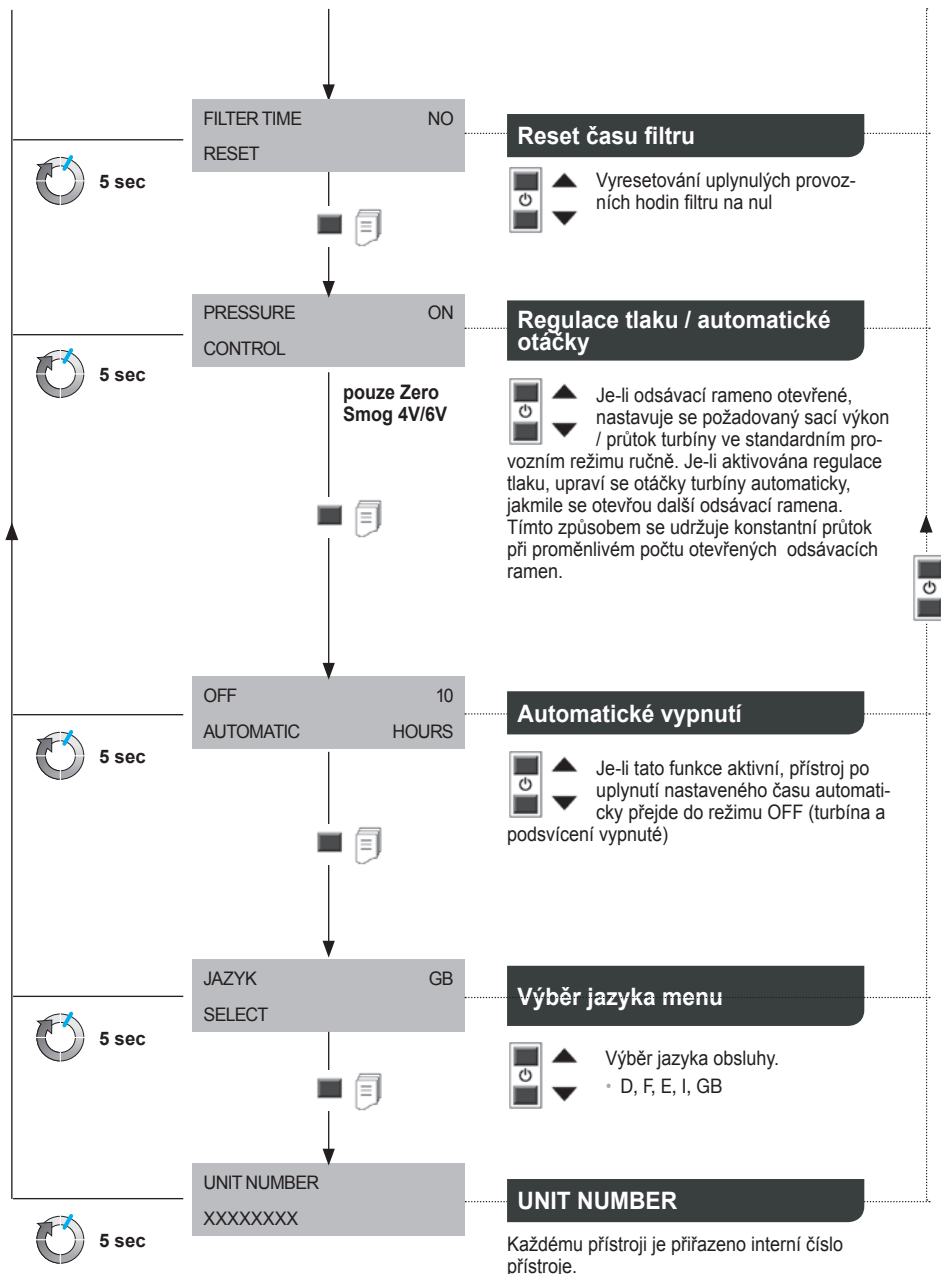 FILTER TIME NO
RESET
5 sec
Reset času filtru
Vyresetování uplynulých provoz-
ních hodin filtru na nul
PRESSURE ON
CONTROL
5 sec
pouze Zero
Smog 4V/6V
Regulace tlaku / automatické
otáčky
Je-li odsávací rameno otevřené,
nastavuje se požadovaný sací výkon
/ průtok turbíny ve standardním pro-
vozním režimu ručně. Je-li aktivována regulace
tlaku, upraví se otáčky turbíny automaticky,
jakmile se otevřou další odsávací ramena.
Tímto způsobem se udržuje konstantní průtok
při proměnlivém počtu otevřených odsávacích
ramen.
OFF 10
AUTOMATIC HOURS
5 sec
Automatické vypnutí
Je-li tato funkce aktivní, přístroj po
uplynutí nastaveného času automati-
cky přejde do režimu OFF (turbína a
podsvícení vypnuté)
JAZYK GB
SELECT
5 sec
Výběr jazyka menu
Výběr jazyka obsluhy.
• D, F, E, I, GB
UNIT NUMBER
XXXXXXXX
5 sec
UNIT NUMBER
Každému přístroji je přiřazeno interní číslo
přístroje.